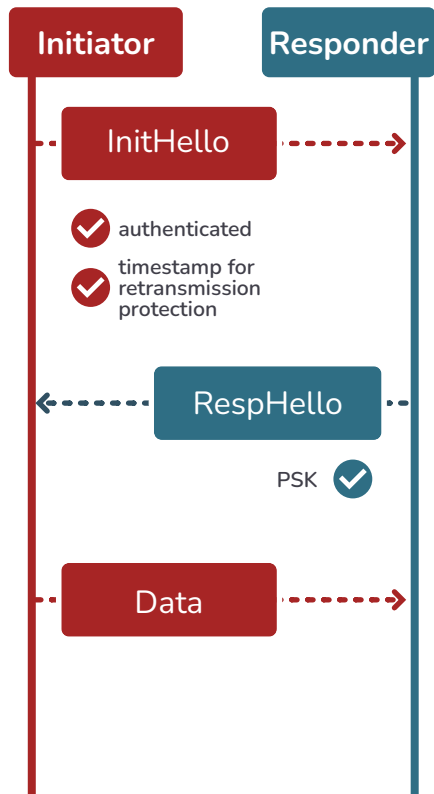 Initiator
Responder
InitHello
authenticated
timestamp for
retransmission
protection
RespHello
PSK
Data